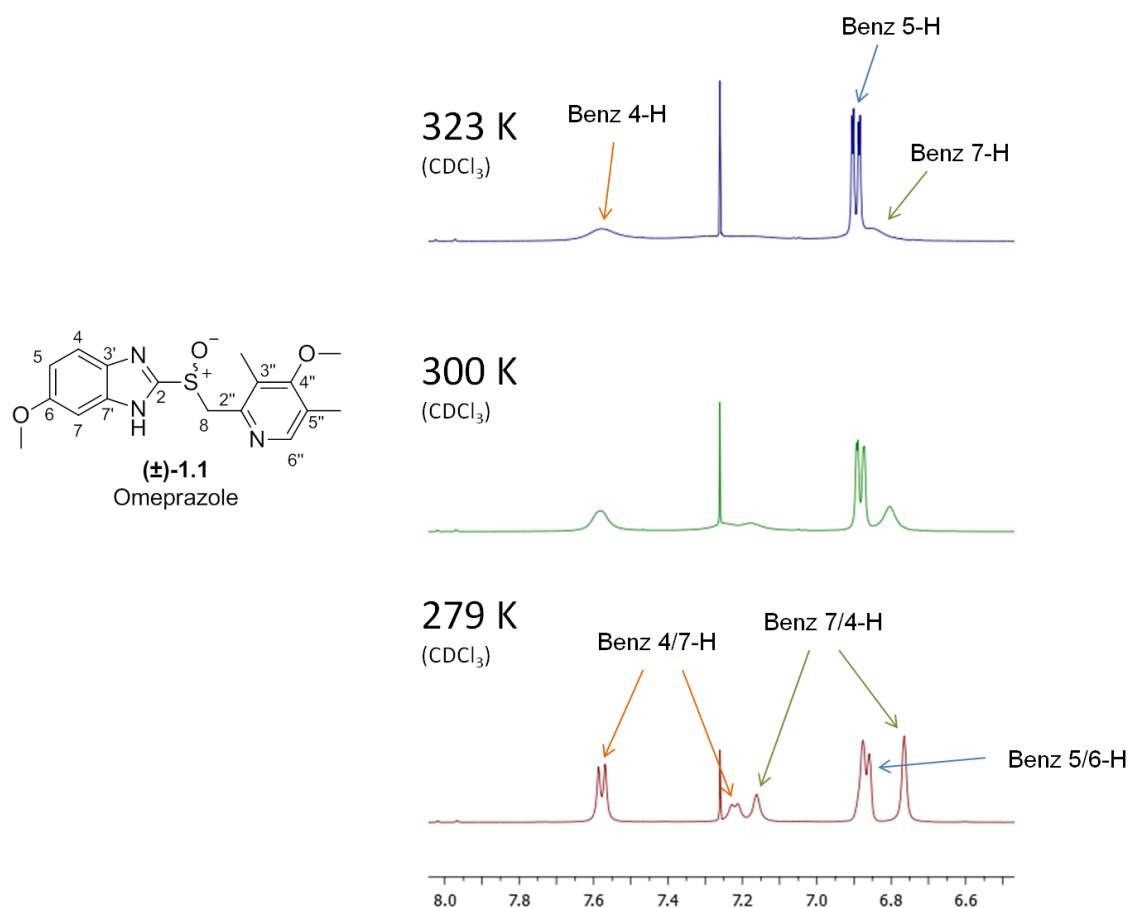 Benz 5-H
323 K
(CDCl₃)
Benz 4-H
Benz 7-H
300 K
(CDCl₃)
O⁻
4
3'
N
5
S
+
3''
O
4''
2
6
7'
2''
5''
O
7
N
H
8
N
6''
(±)-1.1
Omeprazole
279 K
(CDCl₃)
Benz 4/7-H
Benz 7/4-H
Benz 5/6-H
8.0 7.8 7.6 7.4 7.2 7.0 6.8 6.6